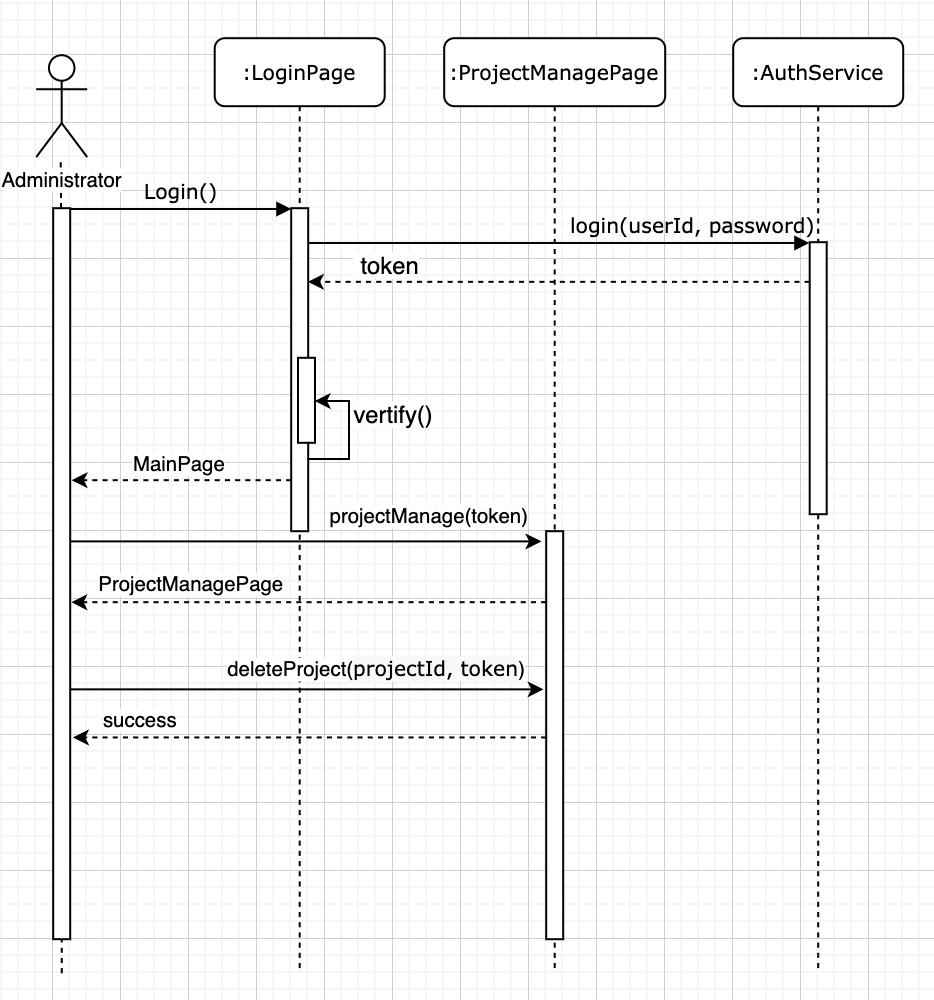 :LoginPage
:ProjectManagePage
:AuthService
Administrator
Login()
login(userId, password)
token
vertify()
MainPage
projectManage(token)
ProjectManagePage
deleteProject(projectId, token)
success